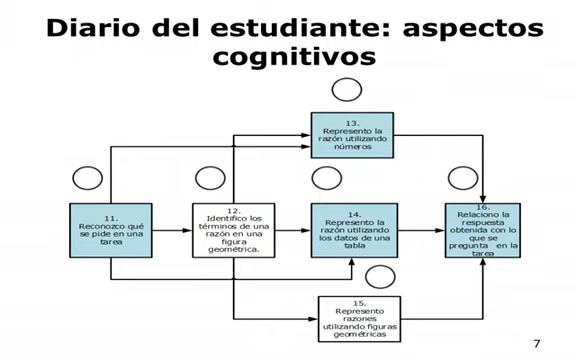 Diario del estudiante: aspectos
cognitivos
13.
Represento la
razón utilizando
números
11.
Reconozco qué
se pide en una
tarea
12.
Identifico los
términos de una
razón en una
figura
geométrica.
14.
Represento la
razón utilizando
los datos de una
tabla
16.
Relaciono la
respuesta
obtenida con lo
que se
pregunta en la
tarea
15.
Represento
razones
utilizando figuras
geométricas
7